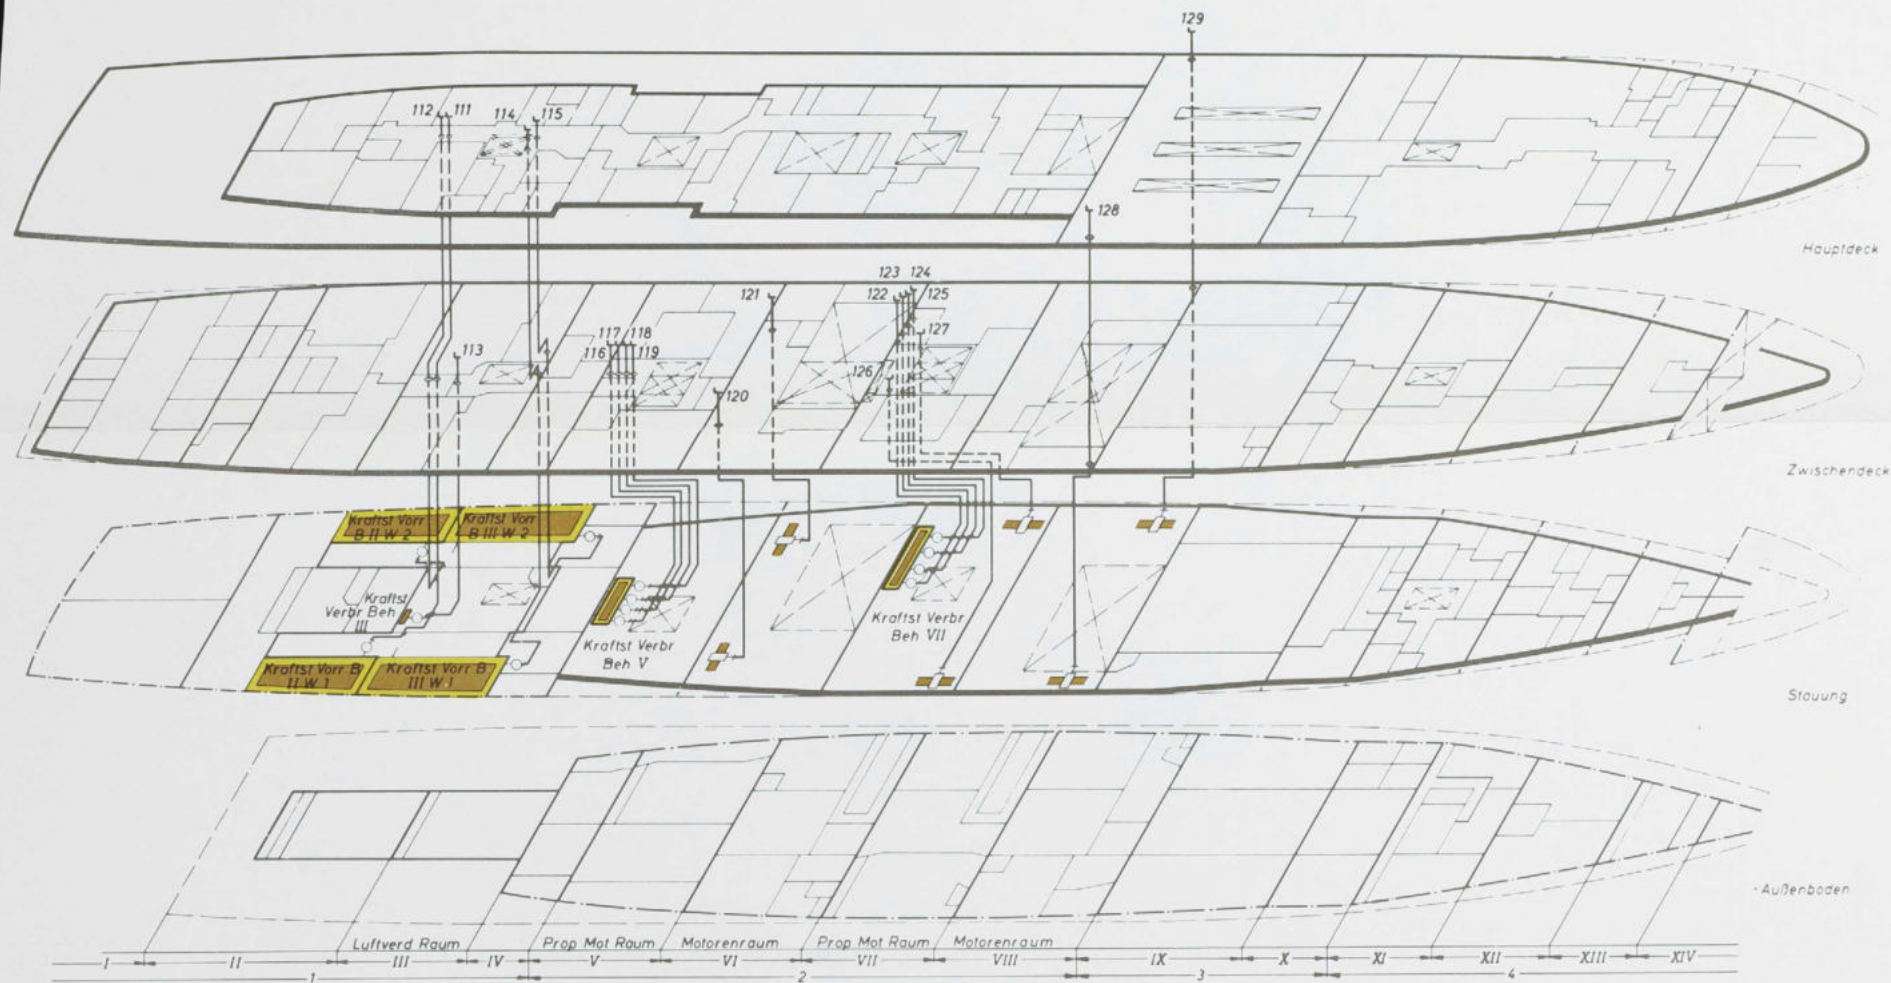 129
112 111
114 115
128
Hauptdeck
123 124
121 122 125
117 118 127
116 119
113
126
120
Zwischendeck
Kraftst Vorr
B II W 2
Kraftst Vorr
B III W 2
Kraftst
Verbr Beh
III
Kraftst Verbr
Beh V
Kraftst Verbr
Beh VII
Kraftst Vorr B
II W 1
Kraftst Vorr B
III W 1
Stauung
Außenboden
Luftverd Raum Prop Mot Raum Motorenraum Prop Mot Raum Motorenraum
I II III IV V VI VII VIII IX X XI XII XIII XIV
1 2 3 4